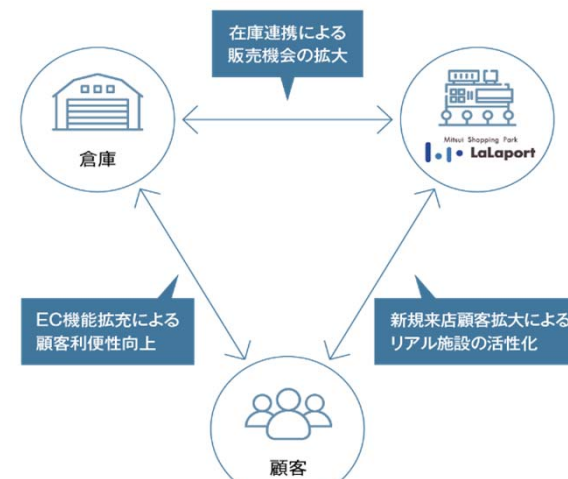 在庫連携による
販売機会の拡大
倉庫
Mitsui Shopping Park
LaLaport
EC機能拡充による
顧客利便性向上
新規来店顧客拡大による
リアル施設の活性化
顧客